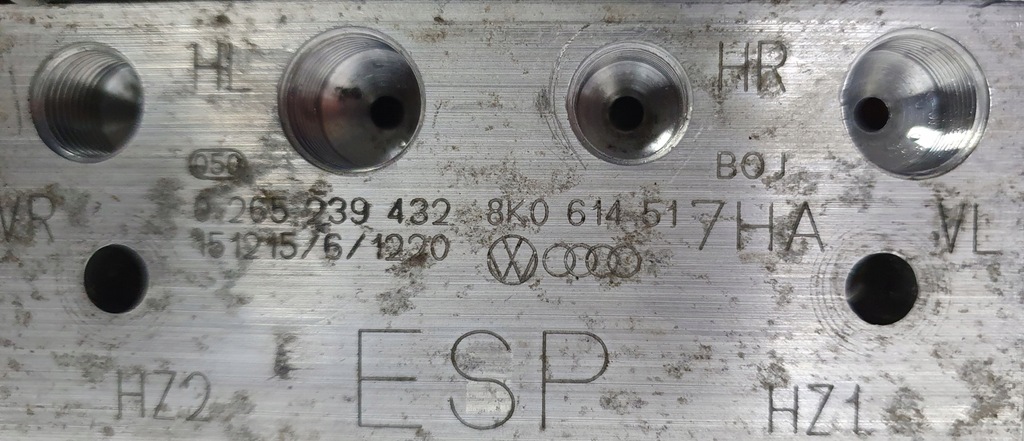 HL HR
050 BOJ
VR 0 265 239 432 8K0 614 517HA VL
151215/6/1220
ESP
HZ2 HZ1